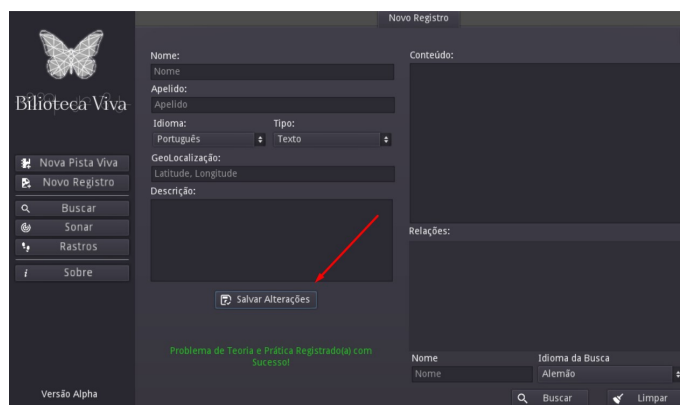 Novo Registro
Bilioteca Viva
Nova Pista Viva
Novo Registro
Buscar
Sonar
Rastros
i Sobre
Versão Alpha
Nome:
Nome
Apelido:
Apelido
Idioma: Tipo:
Português Texto
GeoLocalização:
Latitude, Longitude
Descrição:
Salvar Alterações
Problema de Teoria e Prática Registrado(a) com
Sucesso!
Conteúdo:
Relações:
Nome Idioma da Busca
Nome Alemão
Buscar Limpar